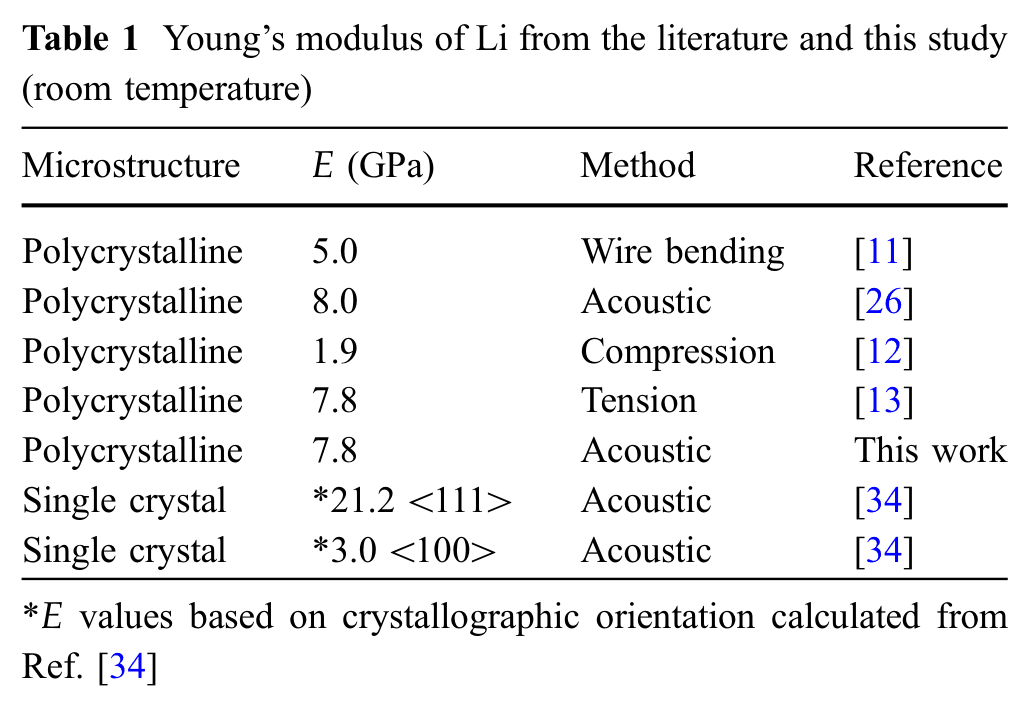 Table 1 Young's modulus of Li from the literature and this study
(room temperature)
Microstructure E (GPa) Method Reference
Polycrystalline 5.0 Wire bending [11]
Polycrystalline 8.0 Acoustic [26]
Polycrystalline 1.9 Compression [12]
Polycrystalline 7.8 Tension [13]
Polycrystalline 7.8 Acoustic This work
Single crystal *21.2 <111> Acoustic [34]
Single crystal *3.0 <100> Acoustic [34]
*E values based on crystallographic orientation calculated from
Ref. [34]